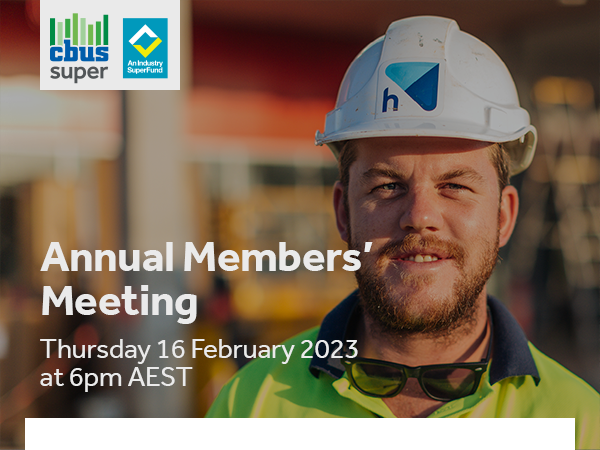 cbus
super
An Industry
SuperFund
h
Annual Members’
Meeting
Thursday 16 February 2023
at 6pm AEST